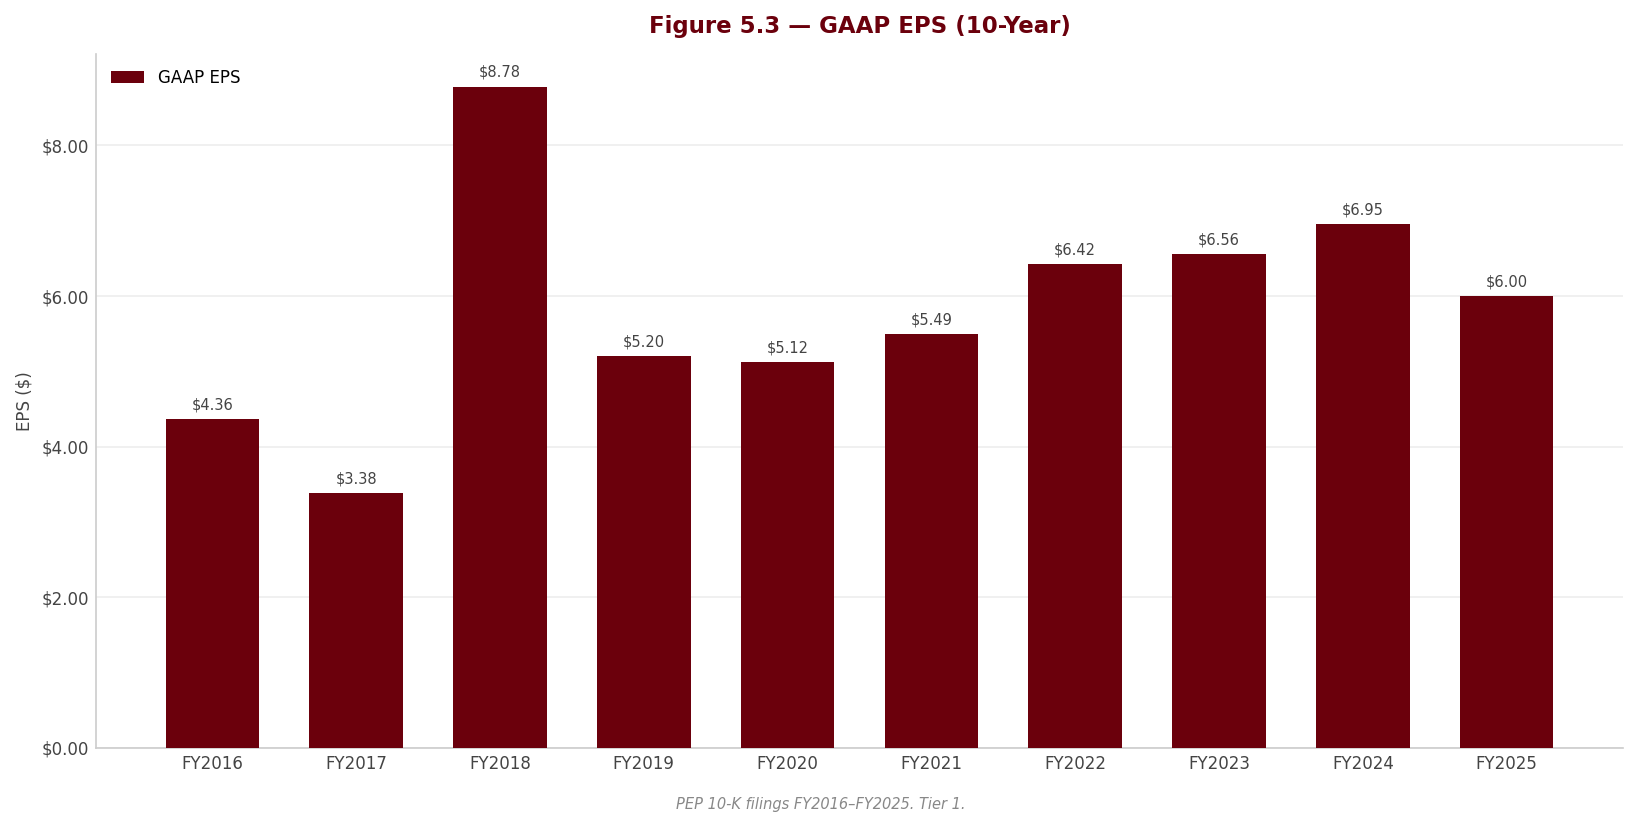 Figure 5.3 — GAAP EPS (10-Year)
GAAP EPS
EPS ($)
$8.00
$6.00
$4.00
$2.00
$0.00
$4.36
$3.38
$8.78
$5.20
$5.12
$5.49
$6.42
$6.56
$6.95
$6.00
FY2016
FY2017
FY2018
FY2019
FY2020
FY2021
FY2022
FY2023
FY2024
FY2025
PEP 10-K filings FY2016–FY2025. Tier 1.